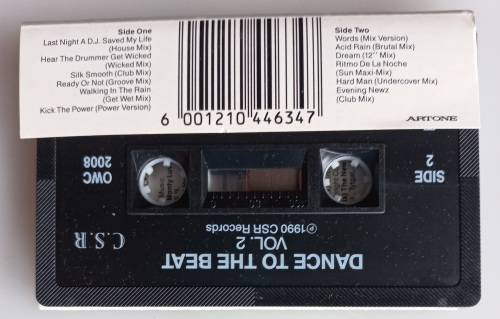 Side One
Last Night A D.J. Saved My Life
(House Mix)
Hear The Drummer Get Wicked
(Wicked Mix)
Silk Smooth (Club Mix)
Ready Or Not (Groove Mix)
Walking In The Rain
(Get Wet Mix)
Kick The Power (Power Version)
Side Two
Words (Mix Version)
Acid Rain (Brutal Mix)
Dream (12" Mix)
Ritmo De La Noche
(Sun Maxi-Mix)
Hard Man (Undercover Mix)
Evening Newz
(Club Mix)
6 001210 446347
ARTONE
SIDE
2
OWC
2008
C.S.R
DANCE TO THE BEAT
VOL. 2
℗1990 CSR Records